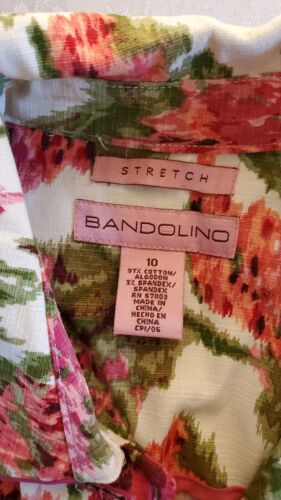 STRETCH
BANDOLINO
10
97% COTTON/
ALGODON
3% SPANDEX/
SPANDEX
RN 57803
MADE IN
CHINA/
HECHO EN
CHINA
CPI/05